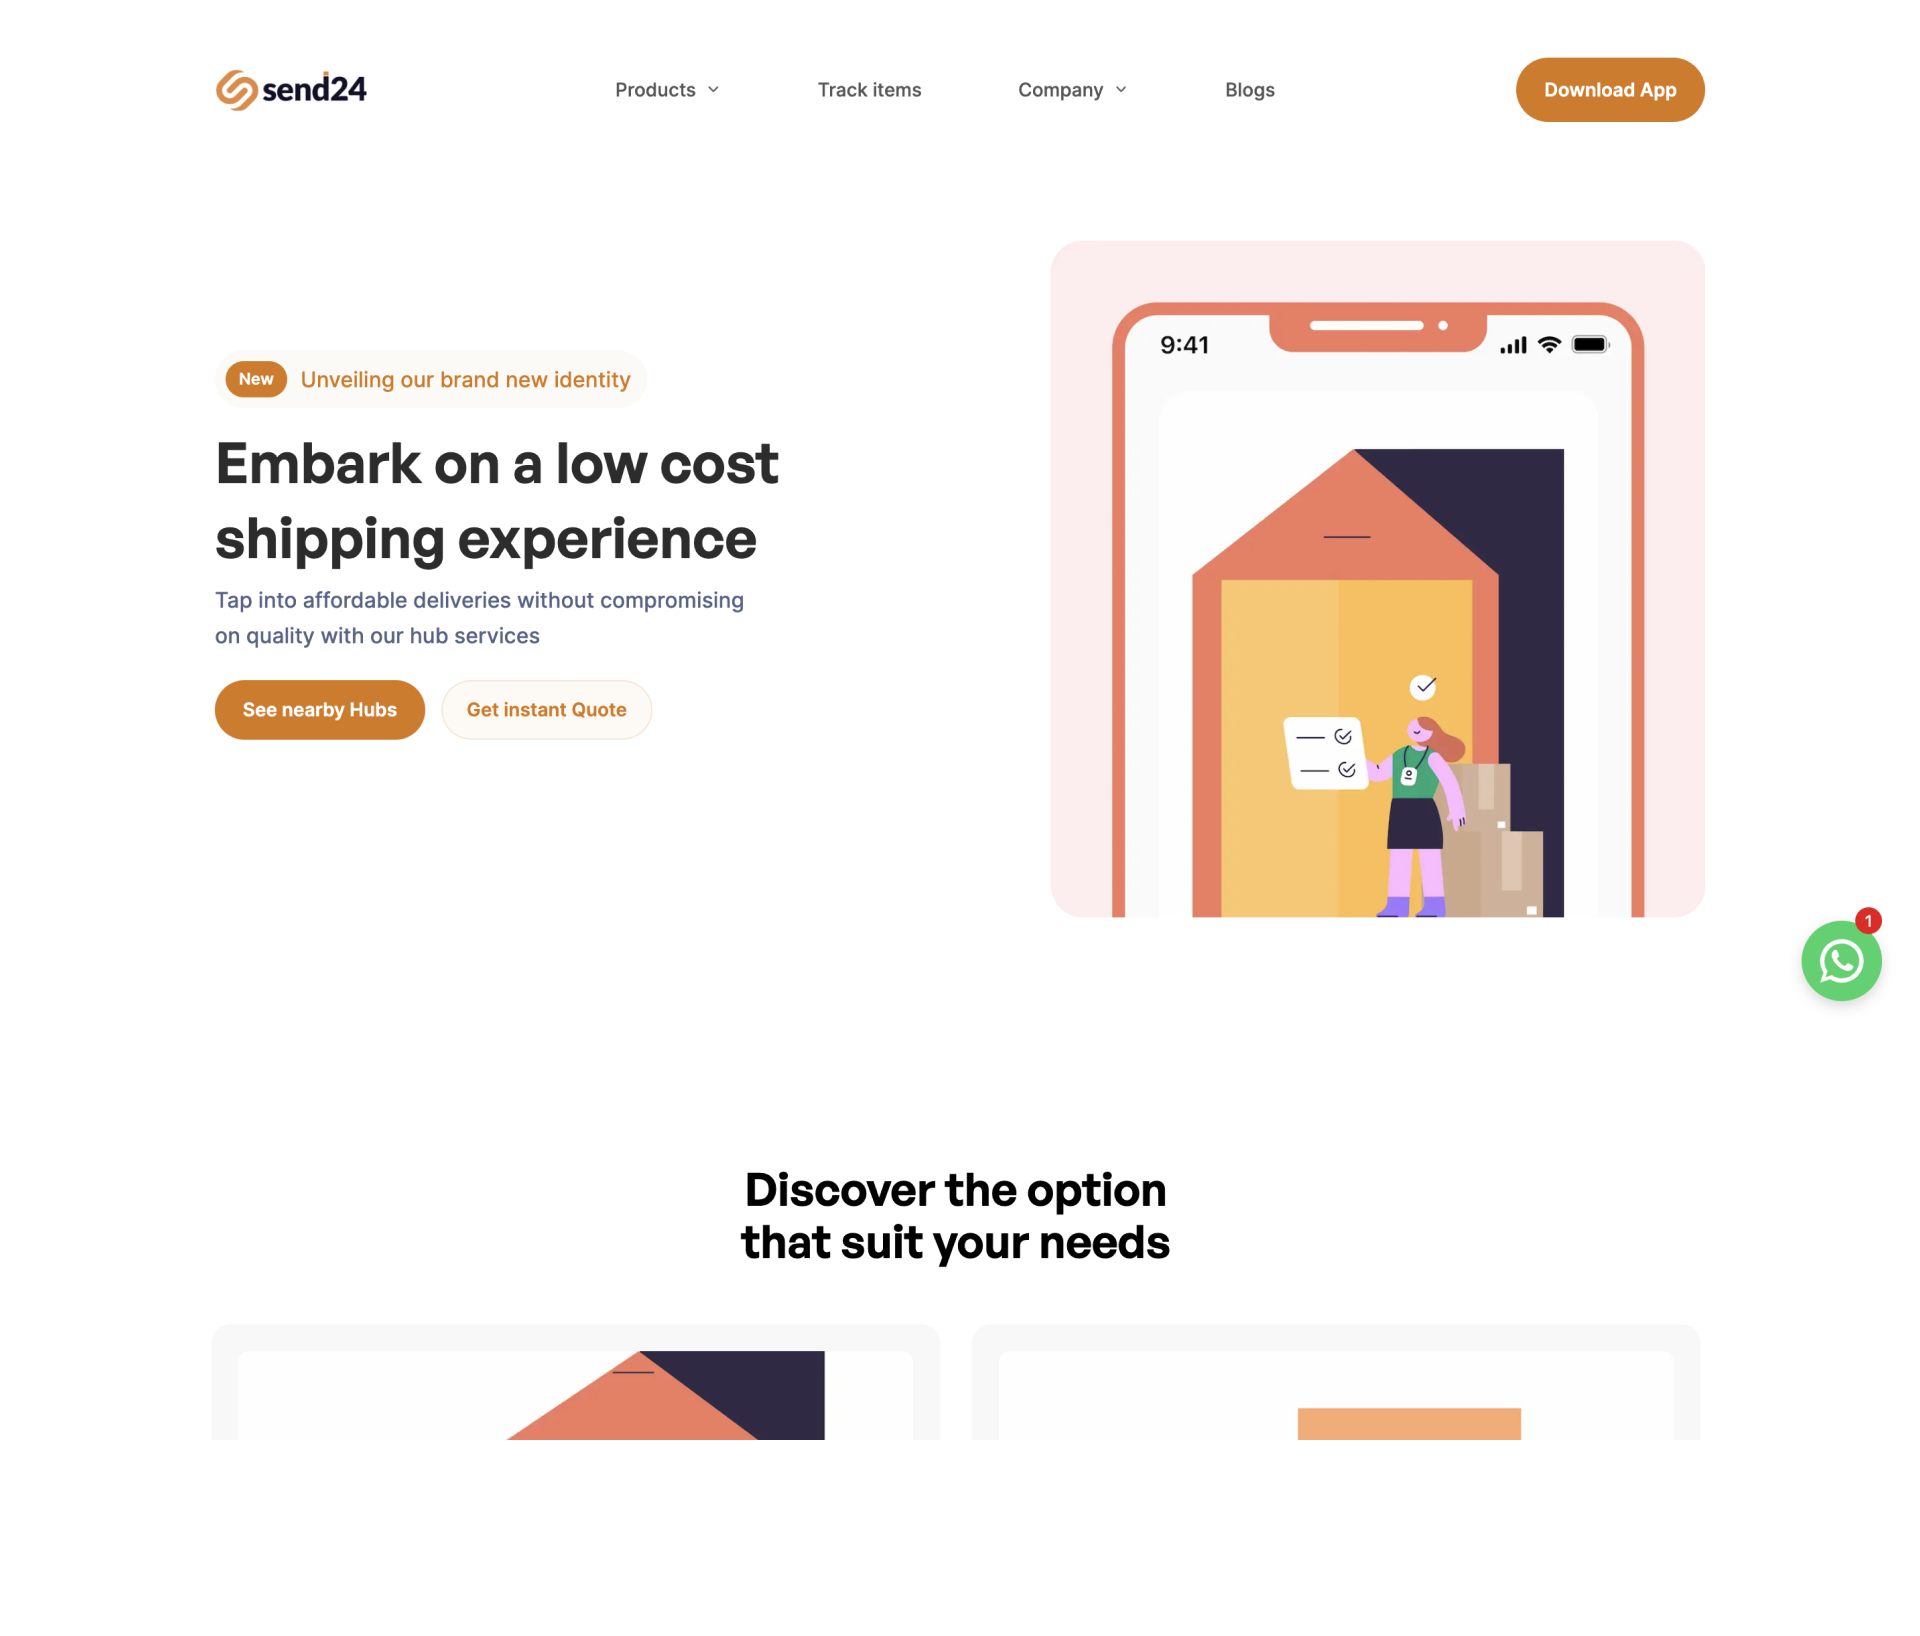 send24
Products
Track items
Company
Blogs
Download App
New
Unveiling our brand new identity
Embark on a low cost
shipping experience
Tap into affordable deliveries without compromising
on quality with our hub services
See nearby Hubs
Get instant Quote
9:41
1
Discover the option
that suit your needs